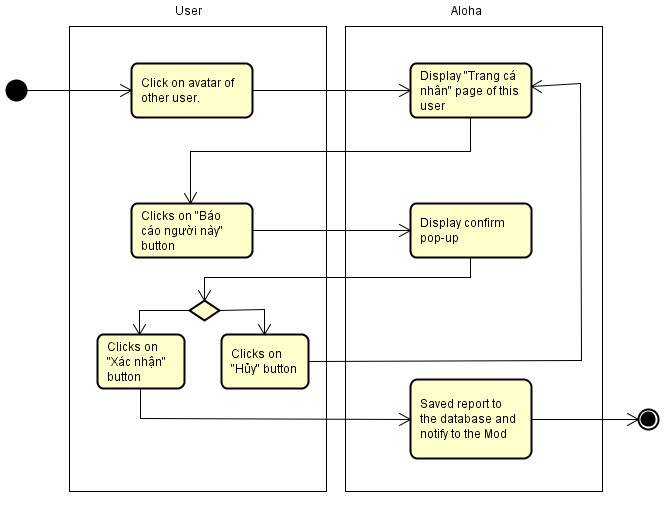 User
Aloha
Click on avatar of
other user.
Display "Trang cá
nhân" page of this
user
Clicks on "Báo
cáo người này"
button
Display confirm
pop-up
Clicks on
"Xác nhận"
button
Clicks on
"Hủy" button
Saved report to
the database and
notify to the Mod